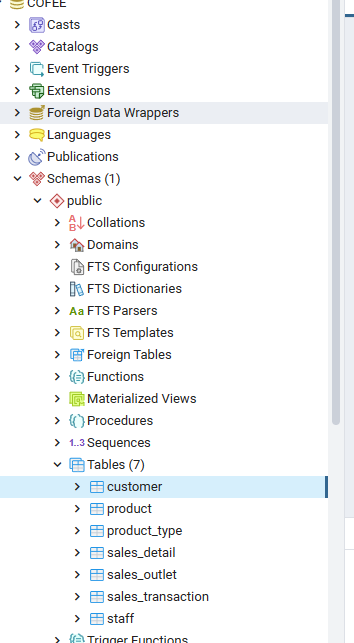 COFEE
Casts
Catalogs
Event Triggers
Extensions
Foreign Data Wrappers
Languages
Publications
Schemas (1)
public
Collations
Domains
FTS Configurations
FTS Dictionaries
Aa FTS Parsers
FTS Templates
Foreign Tables
Functions
Materialized Views
Procedures
1..3 Sequences
Tables (7)
customer
product
product_type
sales_detail
sales_outlet
sales_transaction
staff
Trigger Functions